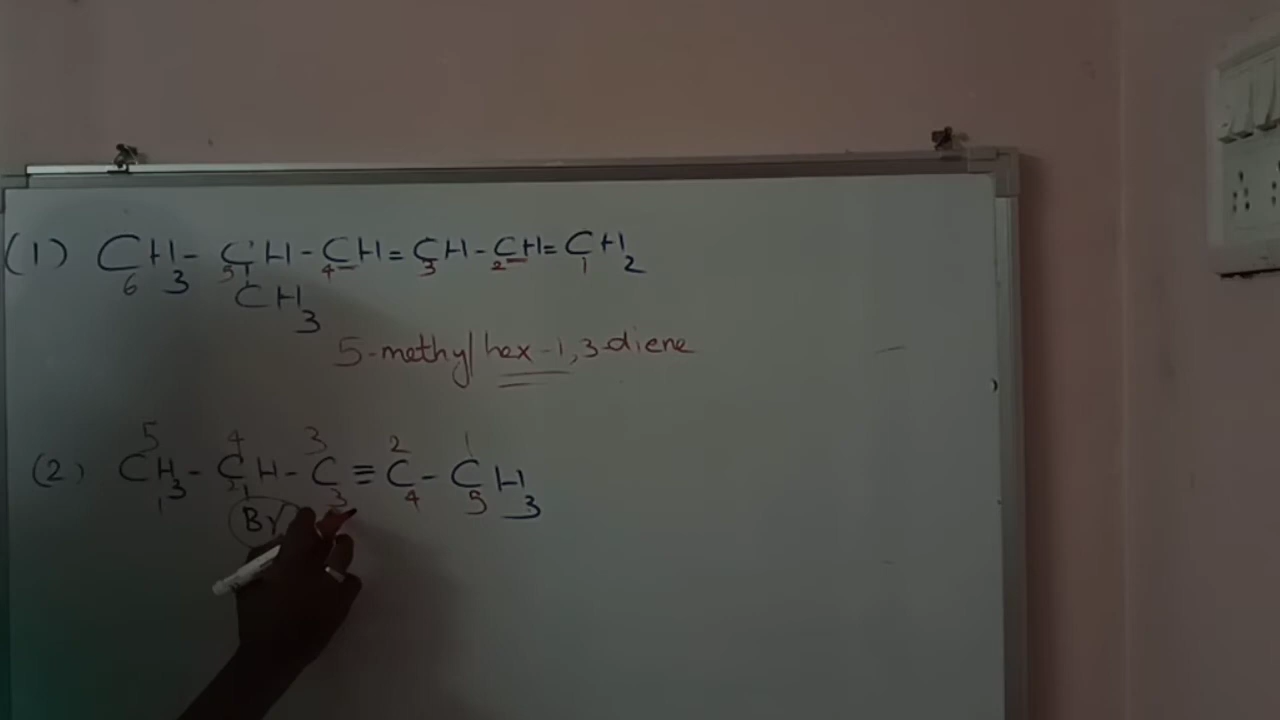 (1) CH3 - CH - CH = CH - CH = CH2
6 5 4 3 2 1
CH3
5-methyl hex-1,3-diene
5 4 3 2 1
(2) CH3 - CH - C ≡ C - CH3
1 2 3 4 5
Br